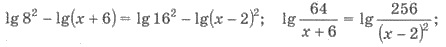 lg 8² − lg(x + 6) = lg 16² − lg(x − 2)²; lg 64/(x + 6) = lg 256/(x − 2)²;